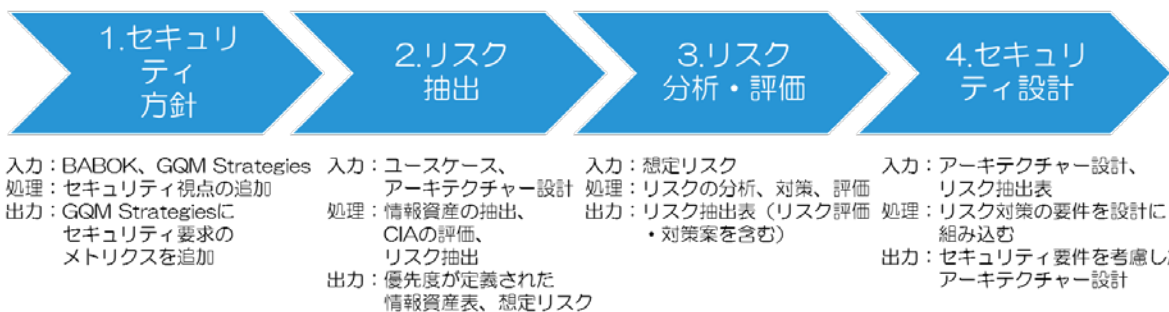 1.セキュリ
ティ
方針
2.リスク
抽出
3.リスク
分析・評価
4.セキュリ
ティ設計
入力：BABOK、GQM Strategies
処理：セキュリティ視点の追加
出力：GQM Strategiesに
セキュリティ要求の
メトリクスを追加
入力：ユースケース、
アーキテクチャー設計
処理：情報資産の抽出、
CIAの評価、
リスク抽出
出力：優先度が定義された
情報資産表、想定リスク
入力：想定リスク
処理：リスクの分析、対策、評価
出力：リスク抽出表（リスク評価
・対策案を含む）
入力：アーキテクチャー設計、
リスク抽出表
処理：リスク対策の要件を設計に
組み込む
出力：セキュリティ要件を考慮し
アーキテクチャー設計